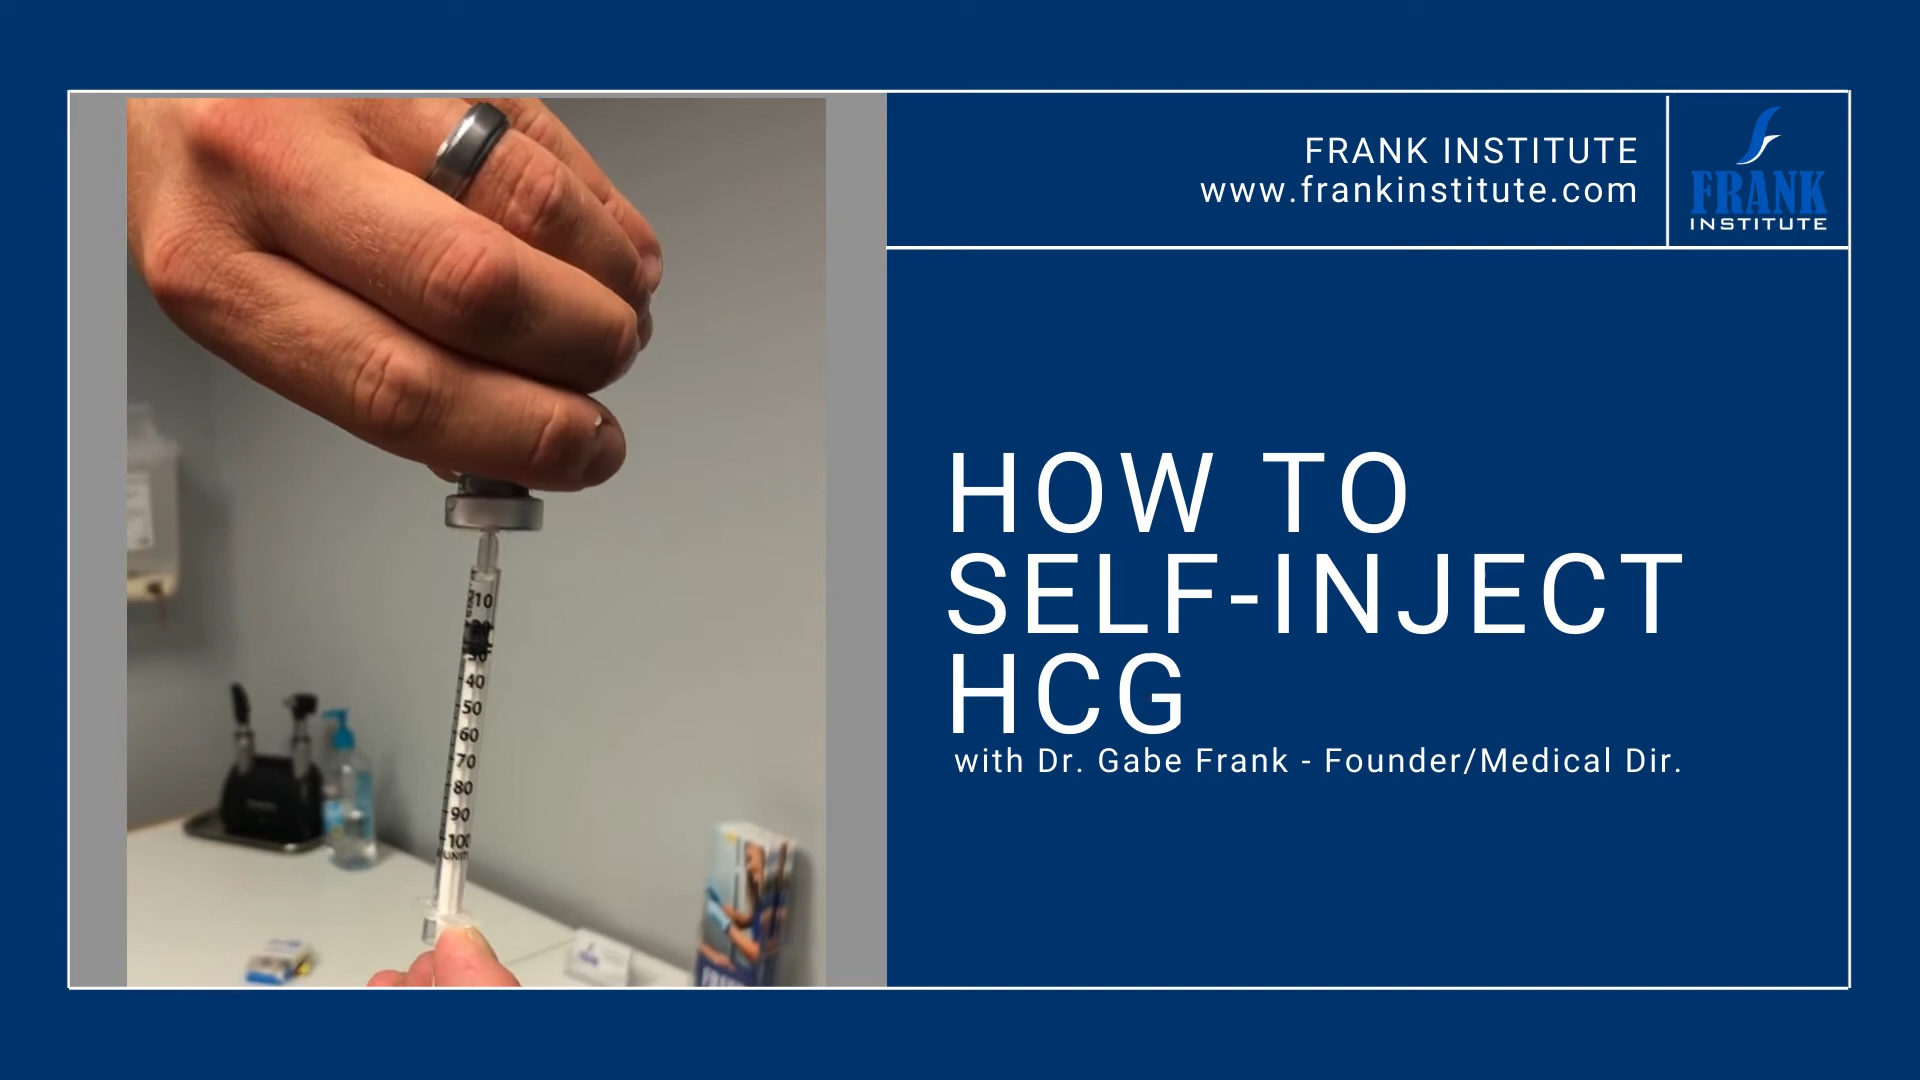 FRANK INSTITUTE
www.frankinstitute.com
FRANK
INSTITUTE
HOW TO
SELF-INJECT
HCG
with Dr. Gabe Frank - Founder/Medical Dir.
10
40
50
60
70
80
90
100